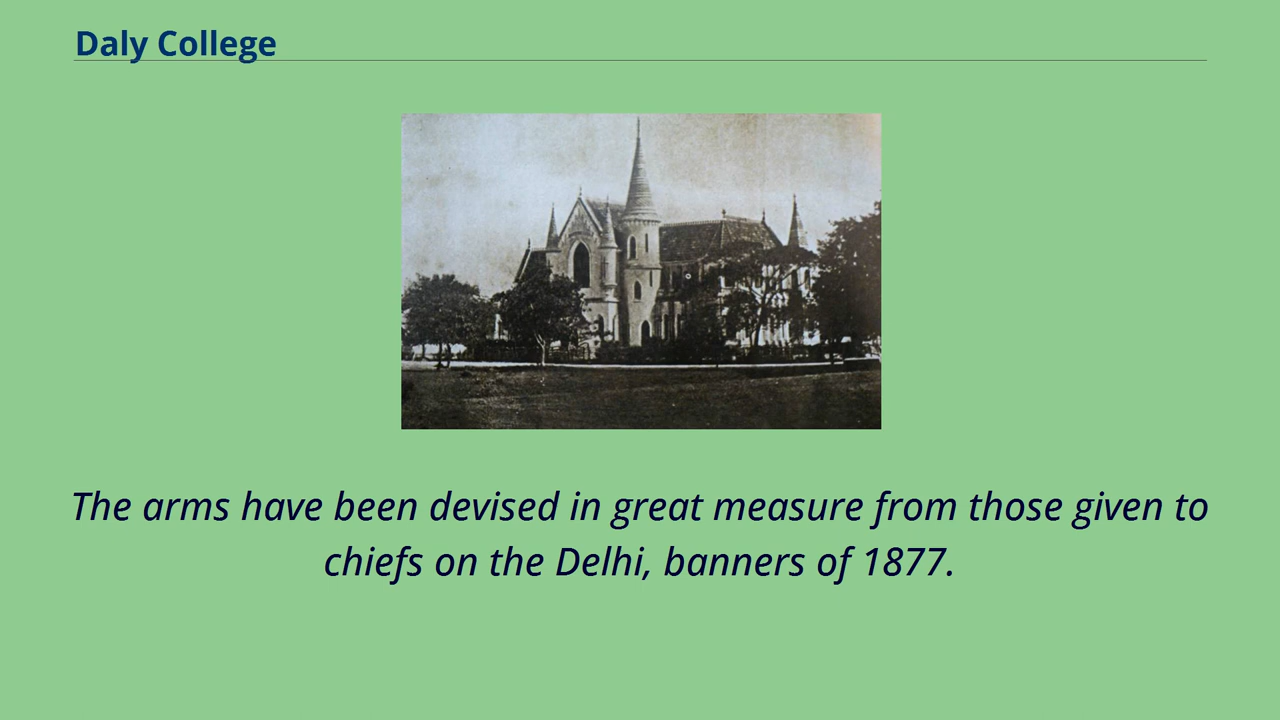 Daly College
The arms have been devised in great measure from those given to
chiefs on the Delhi, banners of 1877.